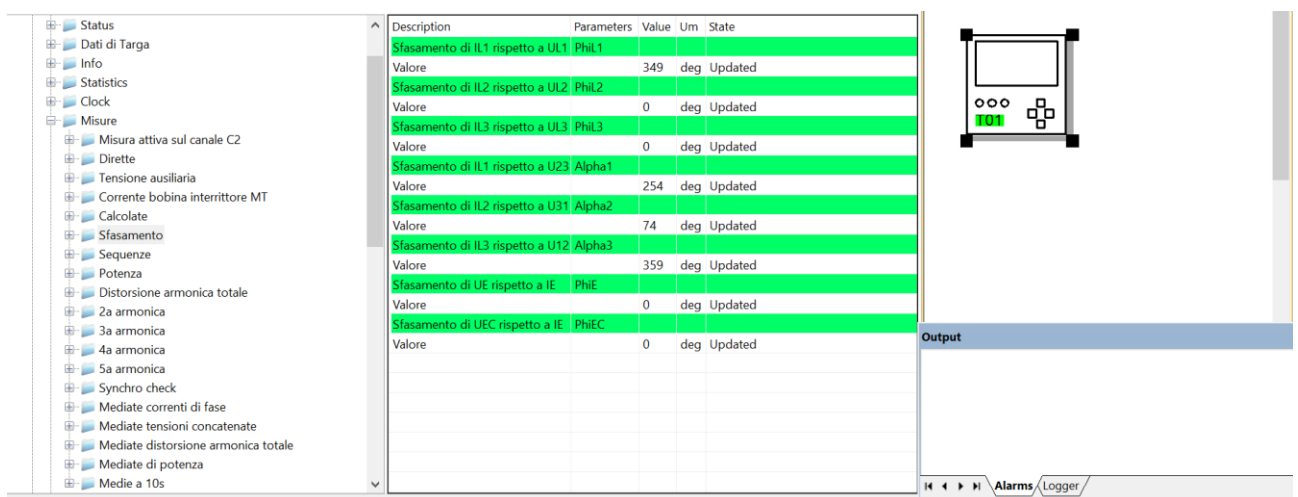 Status
Dati di Targa
Info
Statistics
Clock
Misure
Misura attiva sul canale C2
Dirette
Tensione ausiliaria
Corrente bobina interrittore MT
Calcolate
Sfasamento
Sequenze
Potenza
Distorsione armonica totale
2a armonica
3a armonica
4a armonica
5a armonica
Synchro check
Mediate correnti di fase
Mediate tensioni concatenate
Mediate distorsione armonica totale
Mediate di potenza
Medie a 10s
Description Parameters Value Um State
Sfasamento di IL1 rispetto a UL1 PhiL1
Valore 349 deg Updated
Sfasamento di IL2 rispetto a UL2 PhiL2
Valore 0 deg Updated
Sfasamento di IL3 rispetto a UL3 PhiL3
Valore 0 deg Updated
Sfasamento di IL1 rispetto a U23 Alpha1
Valore 254 deg Updated
Sfasamento di IL2 rispetto a U31 Alpha2
Valore 74 deg Updated
Sfasamento di IL3 rispetto a U12 Alpha3
Valore 359 deg Updated
Sfasamento di UE rispetto a IE PhiE
Valore 0 deg Updated
Sfasamento di UEC rispetto a IE PhiEC
Valore 0 deg Updated
T01
Output
Alarms Logger